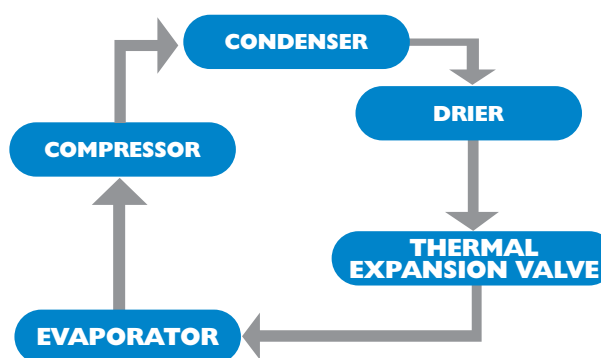 CONDENSER
DRIER
COMPRESSOR
THERMAL
EXPANSION VALVE
EVAPORATOR